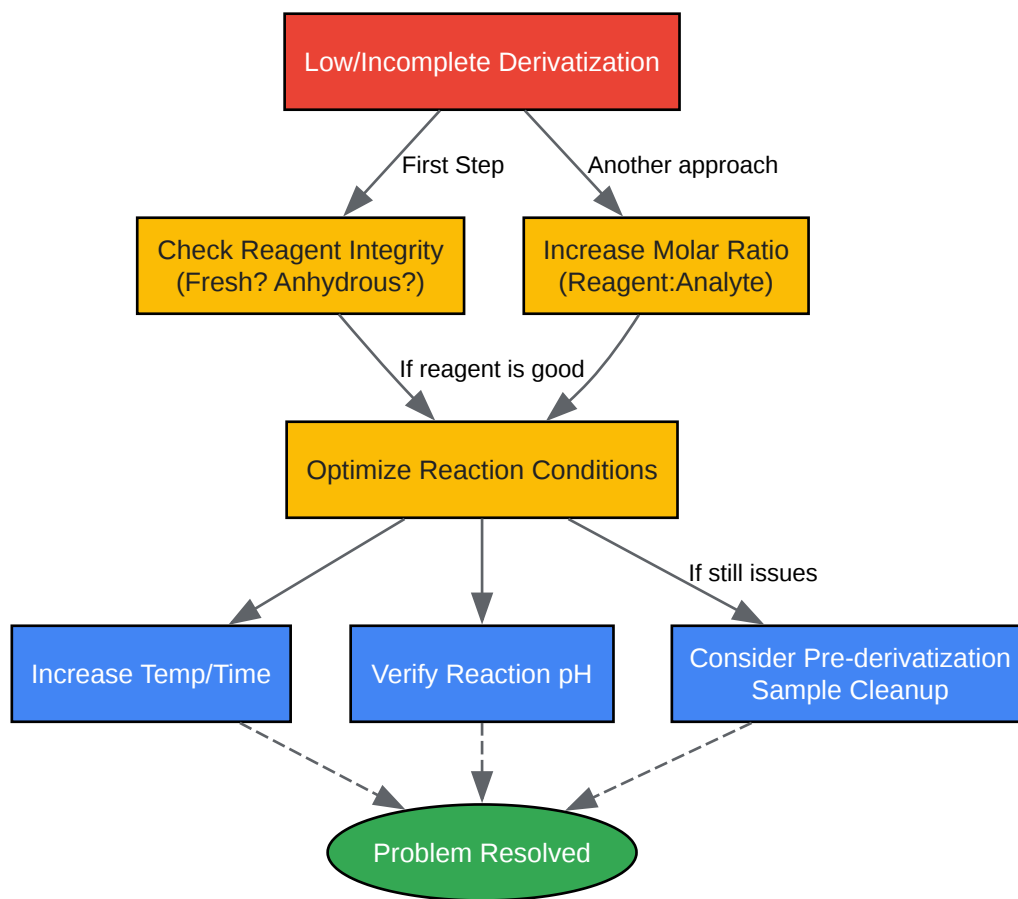 Low/Incomplete Derivatization
First Step
Another approach
Check Reagent Integrity
(Fresh? Anhydrous?)
Increase Molar Ratio
(Reagent:Analyte)
If reagent is good
Optimize Reaction Conditions
If still issues
Increase Temp/Time
Verify Reaction pH
Consider Pre-derivatization
Sample Cleanup
Problem Resolved